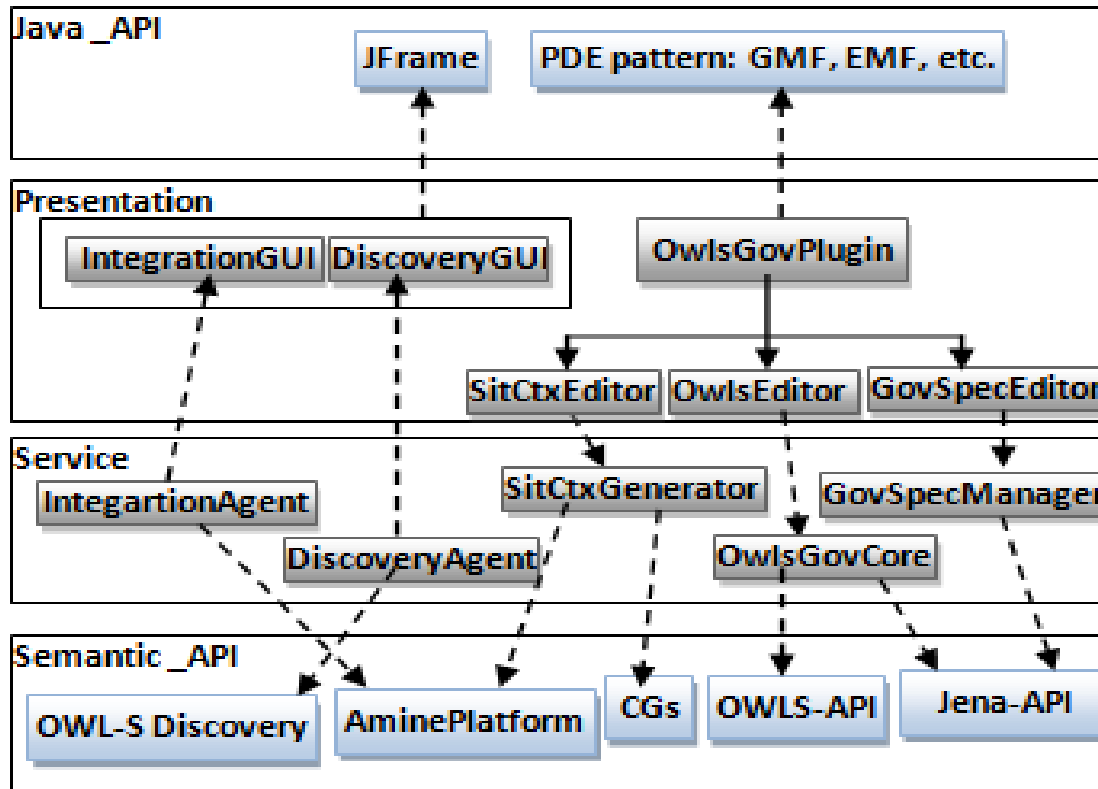 Java _API
JFrame
PDE pattern: GMF, EMF, etc.
Presentation
IntegrationGUI
DiscoveryGUI
OwlsGovPlugin
SitCtxEditor
OwlsEditor
GovSpecEditor
Service
IntegartionAgent
SitCtxGenerator
GovSpecManager
DiscoveryAgent
OwlsGovCore
Semantic _API
OWL-S Discovery
AminePlatform
CGs
OWLS-API
Jena-API